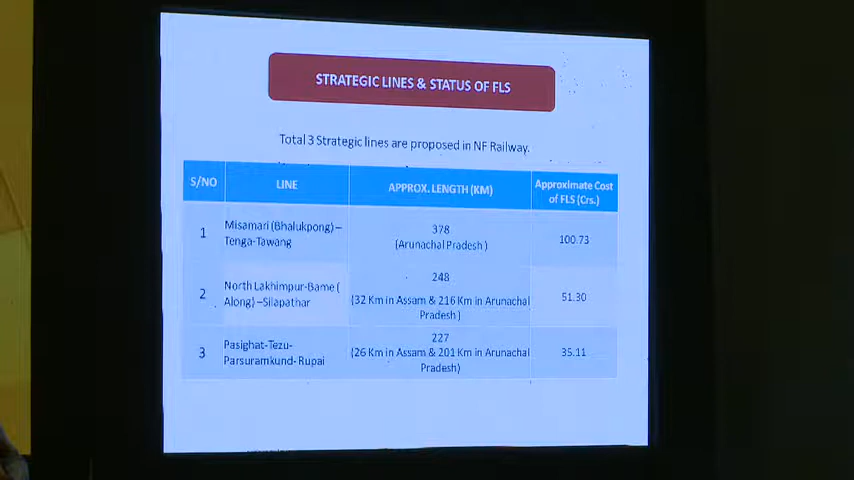 STRATEGIC LINES & STATUS OF FLS
Total 3 Strategic lines are proposed in NF Railway.
S/NO LINE APPROX. LENGTH (KM) Approximate Cost of FLS (Crs.)
1 Misamari (Bhalukpong) – Tenga-Tawang 378 (Arunachal Pradesh ) 100.73
2 North Lakhimpur-Bame ( Along) –Silapathar 248 (32 Km in Assam & 216 Km in Arunachal Pradesh ) 51.30
3 Pasighat-Tezu- Parsuramkund- Rupai 227 (26 Km in Assam & 201 Km in Arunachal Pradesh) 35.11